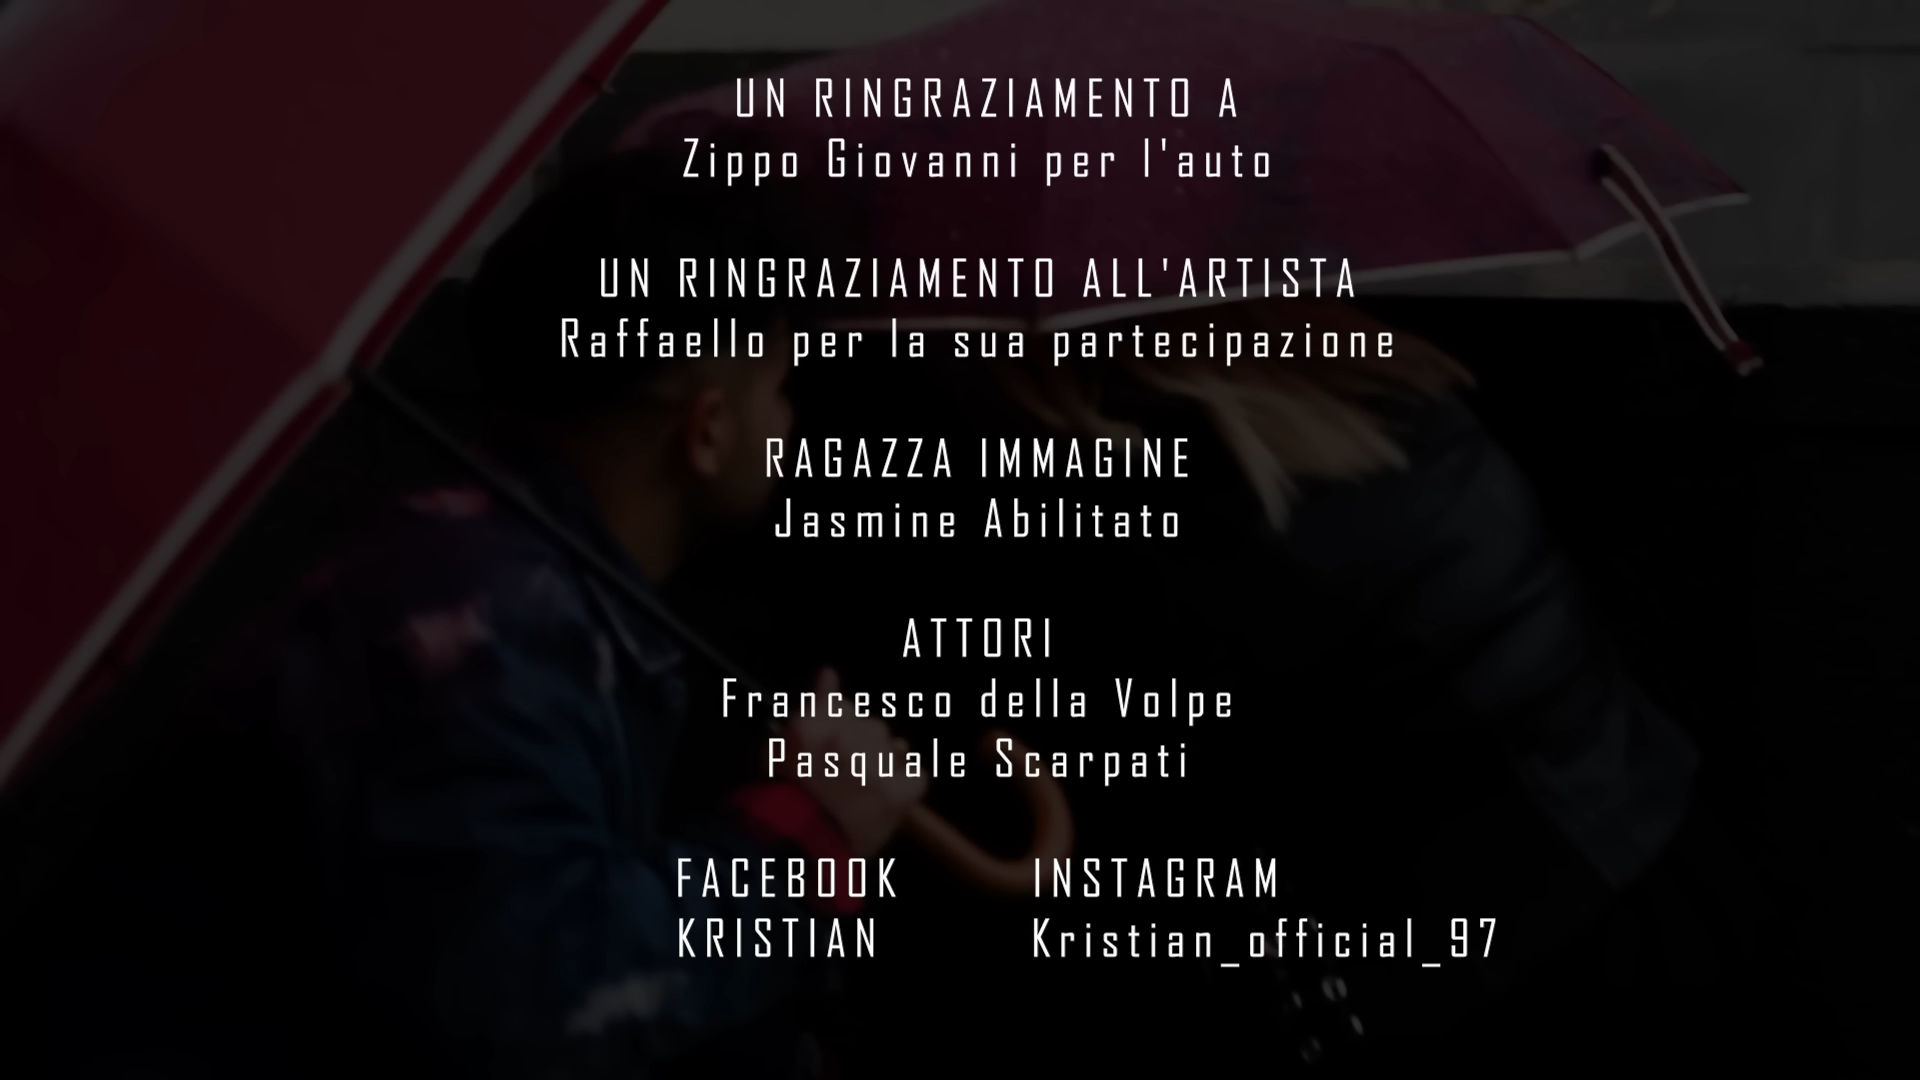 UN RINGRAZIAMENTO A
Zippo Giovanni per l'auto
UN RINGRAZIAMENTO ALL'ARTISTA
Raffaello per la sua partecipazione
RAGAZZA IMMAGINE
Jasmine Abilitato
ATTORI
Francesco della Volpe
Pasquale Scarpati
FACEBOOK
KRISTIAN
INSTAGRAM
Kristian_official_97